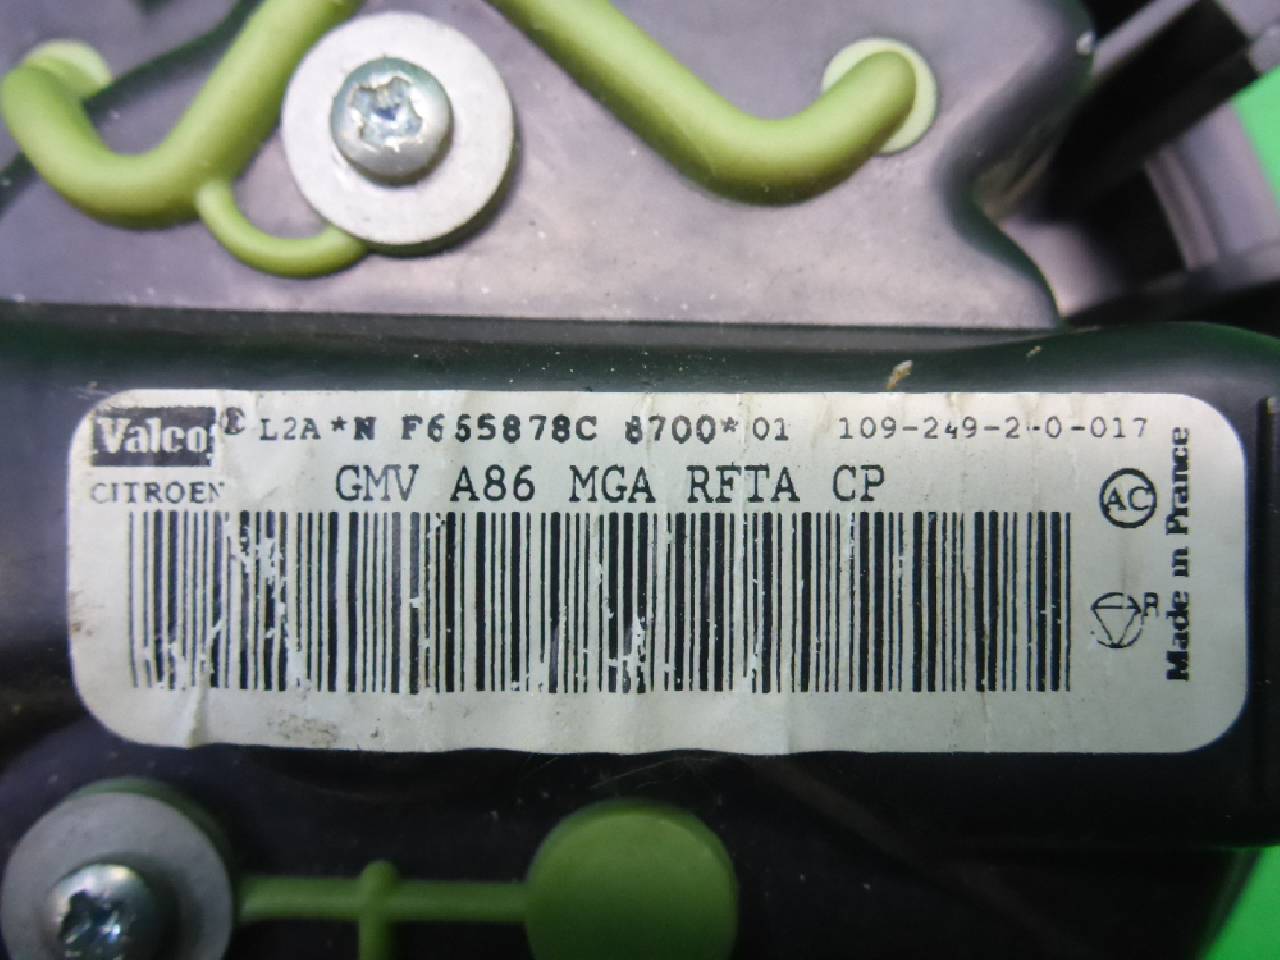 Valeo® L2A*N F655878C 8700*01 109-249-2-0-017
CITROEN GMV A86 MGA RFTA CP
AC
R
Made in France